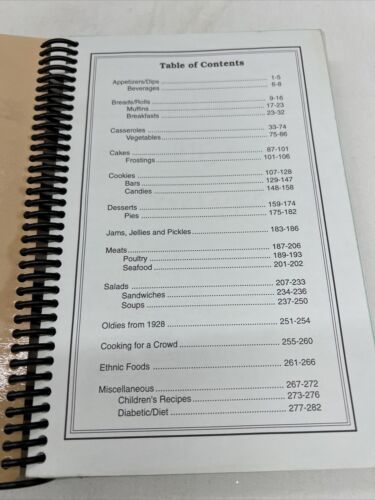 Table of Contents
Appetizers/Dips ........ 1-5
Beverages ........ 6-8
Breads/Rolls ........ 9-16
Muffins ........ 17-23
Breakfasts ........ 23-32
Casseroles ........ 33-74
Vegetables ........ 75-86
Cakes ........ 87-101
Frostings ........ 101-106
Cookies ........ 107-128
Bars ........ 129-147
Candies ........ 148-158
Desserts ........ 159-174
Pies ........ 175-182
Jams, Jellies and Pickles ........ 183-186
Meats ........ 187-206
Poultry ........ 189-193
Seafood ........ 201-202
Salads ........ 207-233
Sandwiches ........ 234-236
Soups ........ 237-250
Oldies from 1928 ........ 251-254
Cooking for a Crowd ........ 255-260
Ethnic Foods ........ 261-266
Miscellaneous ........ 267-272
Children's Recipes ........ 273-276
Diabetic/Diet ........ 277-282